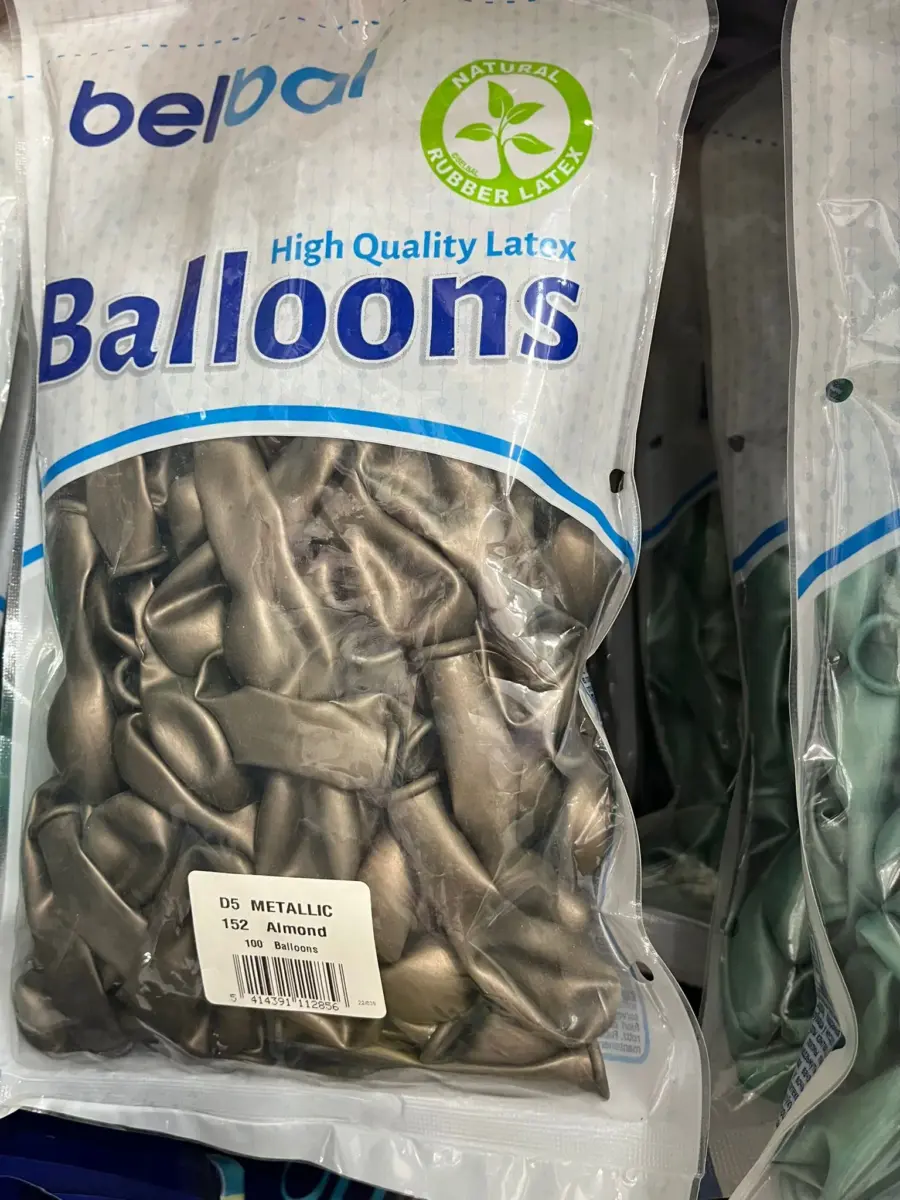 belbal
NATURAL
RUBBER LATEX
High Quality Latex
Balloons
D5 METALLIC
152 Almond
100 Balloons
5 414391 112856